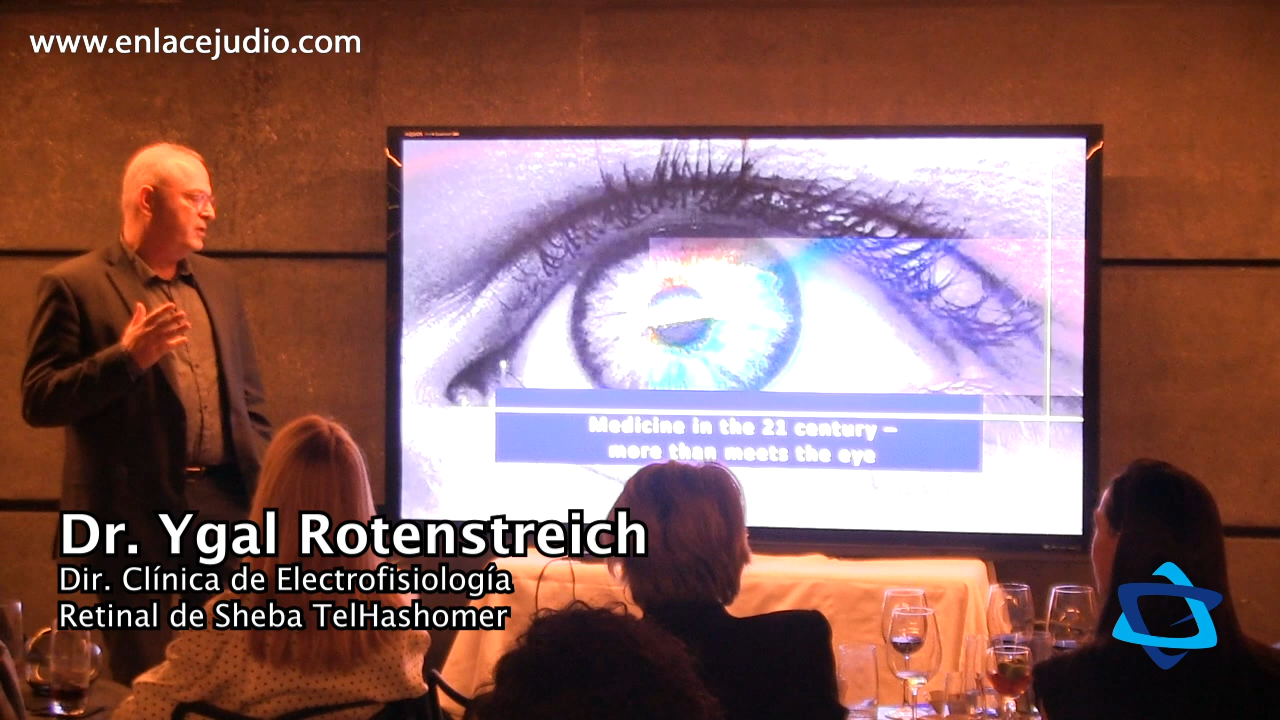 www.enlacejudio.com
Medicine in the 21 century –
more than meets the eye
Dr. Ygal Rotenstreich
Dir. Clínica de Electrofisiología
Retinal de Sheba TelHashomer